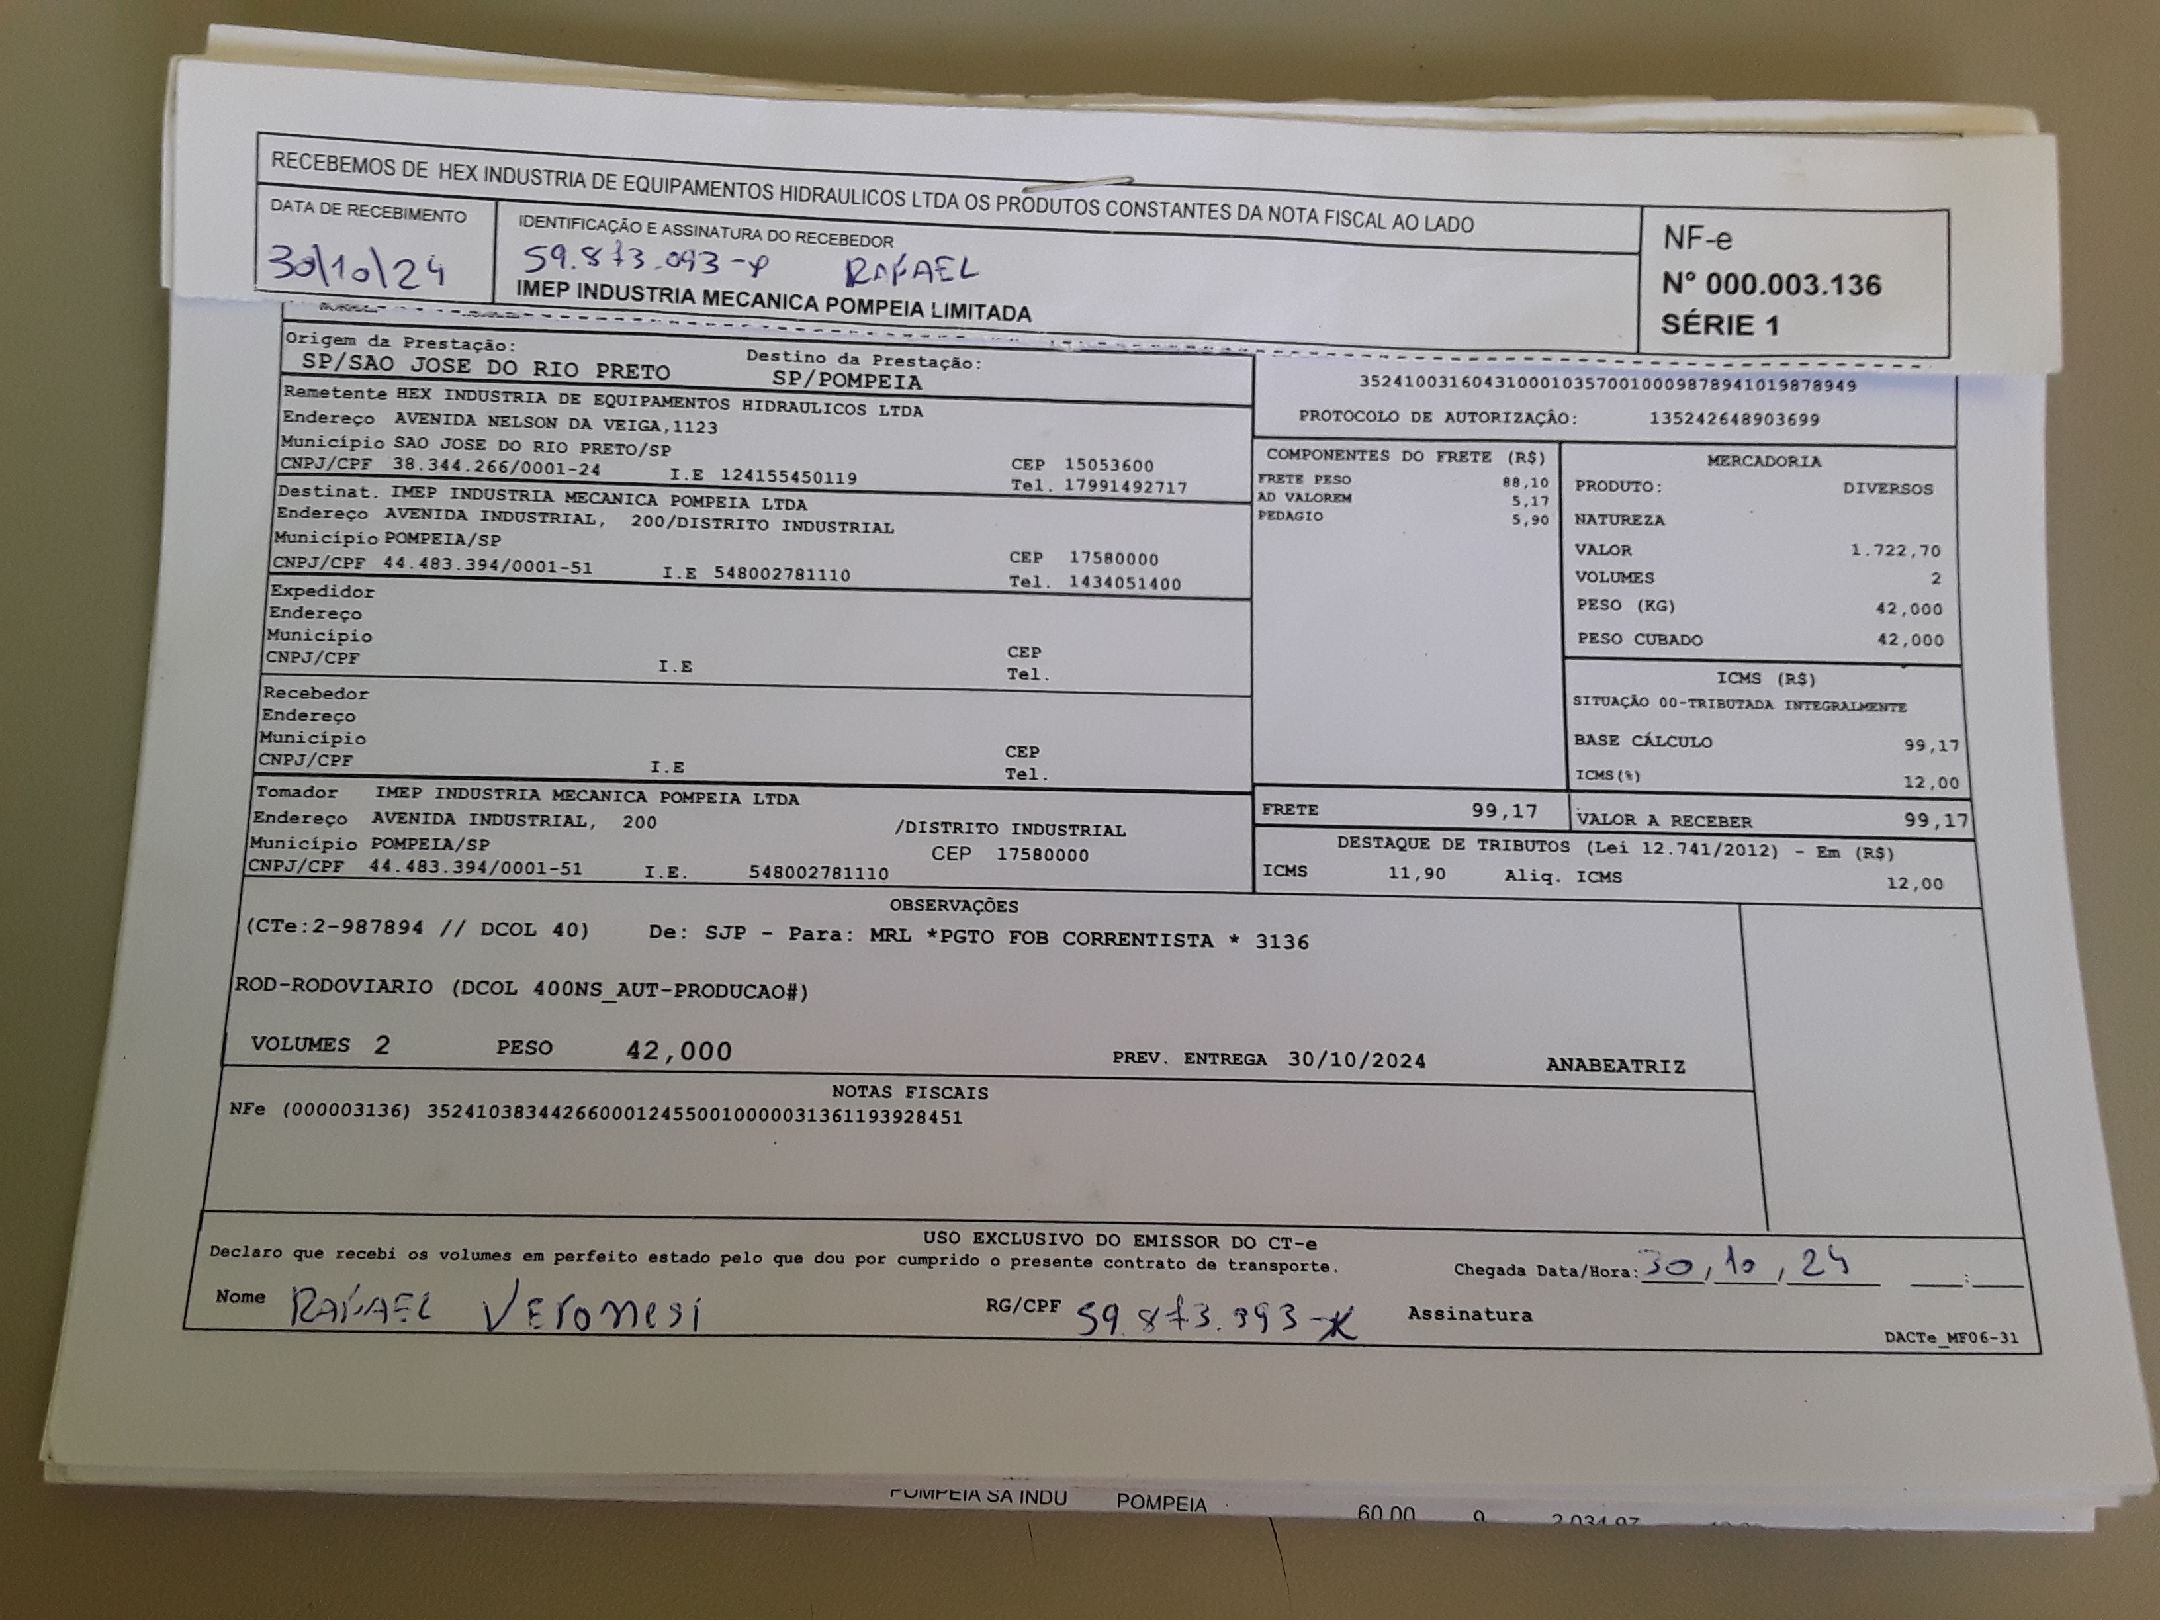 RECEBEMOS DE HEX INDUSTRIA DE EQUIPAMENTOS HIDRAULICOS LTDA OS PRODUTOS CONSTANTES DA NOTA FISCAL AO LADO
DATA DE RECEBIMENTO
30/10/24
IDENTIFICAÇÃO E ASSINATURA DO RECEBEDOR
RAFAEL
IMEP INDUSTRIA MECANICA POMPEIA LIMITADA
NF-e
Nº 000.003.136
SÉRIE 1
Origem da Prestação:
SP/SAO JOSE DO RIO PRETO
Destino da Prestação:
SP/POMPEIA
Remetente HEX INDUSTRIA DE EQUIPAMENTOS HIDRAULICOS LTDA
Endereço AVENIDA NELSON DA VEIGA,1123
Município SAO JOSE DO RIO PRETO/SP
CNPJ/CPF 38.344.266/0001-24 I.E 124155450119
CEP 15053600
Tel. 17991492717
Destinat. IMEP INDUSTRIA MECANICA POMPEIA LTDA
Endereço AVENIDA INDUSTRIAL, 200/DISTRITO INDUSTRIAL
Município POMPEIA/SP
CNPJ/CPF 44.483.394/0001-51 I.E 548002781110
CEP 17580000
Tel. 1434051400
Expedidor
Endereço
Município
CNPJ/CPF I.E
CEP
Tel.
Recebedor
Endereço
Município
CNPJ/CPF I.E
CEP
Tel.
Tomador IMEP INDUSTRIA MECANICA POMPEIA LTDA
Endereço AVENIDA INDUSTRIAL, 200 /DISTRITO INDUSTRIAL
Município POMPEIA/SP CEP 17580000
CNPJ/CPF 44.483.394/0001-51 I.E. 548002781110
35241003160431000103570010009878941019878949
PROTOCOLO DE AUTORIZAÇÃO: 135242648903699
COMPONENTES DO FRETE (R$)
FRETE PESO 88,10
AD VALOREM 5,17
PEDAGIO 5,90
MERCADORIA
PRODUTO: DIVERSOS
NATUREZA
VALOR 1.722,70
VOLUMES 2
PESO (KG) 42,000
PESO CUBADO 42,000
ICMS (R$)
SITUAÇÃO 00-TRIBUTADA INTEGRALMENTE
BASE CÁLCULO 99,17
ICMS(%) 12,00
FRETE 99,17
VALOR A RECEBER 99,17
DESTAQUE DE TRIBUTOS (Lei 12.741/2012) - Em (R$)
ICMS 11,90 Aliq. ICMS 12,00
OBSERVAÇÕES
(CTe:2-987894 // DCOL 40) De: SJP - Para: MRL *PGTO FOB CORRENTISTA * 3136
ROD-RODOVIARIO (DCOL 400NS_AUT-PRODUCAO#)
VOLUMES 2 PESO 42,000 PREV. ENTREGA 30/10/2024 ANABEATRIZ
NOTAS FISCAIS
NFe (000003136) 35241038344266000124550010000031361193928451
USO EXCLUSIVO DO EMISSOR DO CT-e
Declaro que recebi os volumes em perfeito estado pelo que dou por cumprido o presente contrato de transporte.
Chegada Data/Hora: 30, 10, 24 :
Nome RAFAEL Veronesi RG/CPF Assinatura
DACTe_MF06-31
POMPEIA SA INDU POMPEIA 60.00 9 2.034,97